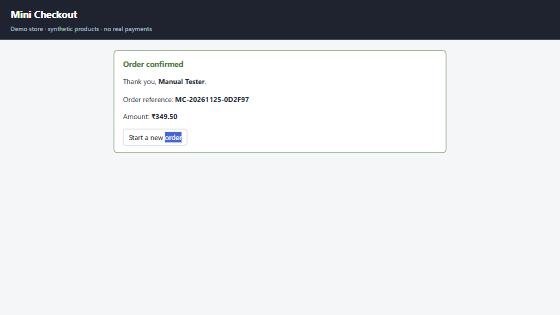 Mini Checkout
Demo store · synthetic products · no real payments
Order confirmed
Thank you, Manual Tester.
Order reference: MC-20261125-0D2F97
Amount: ₹349.50
Start a new order